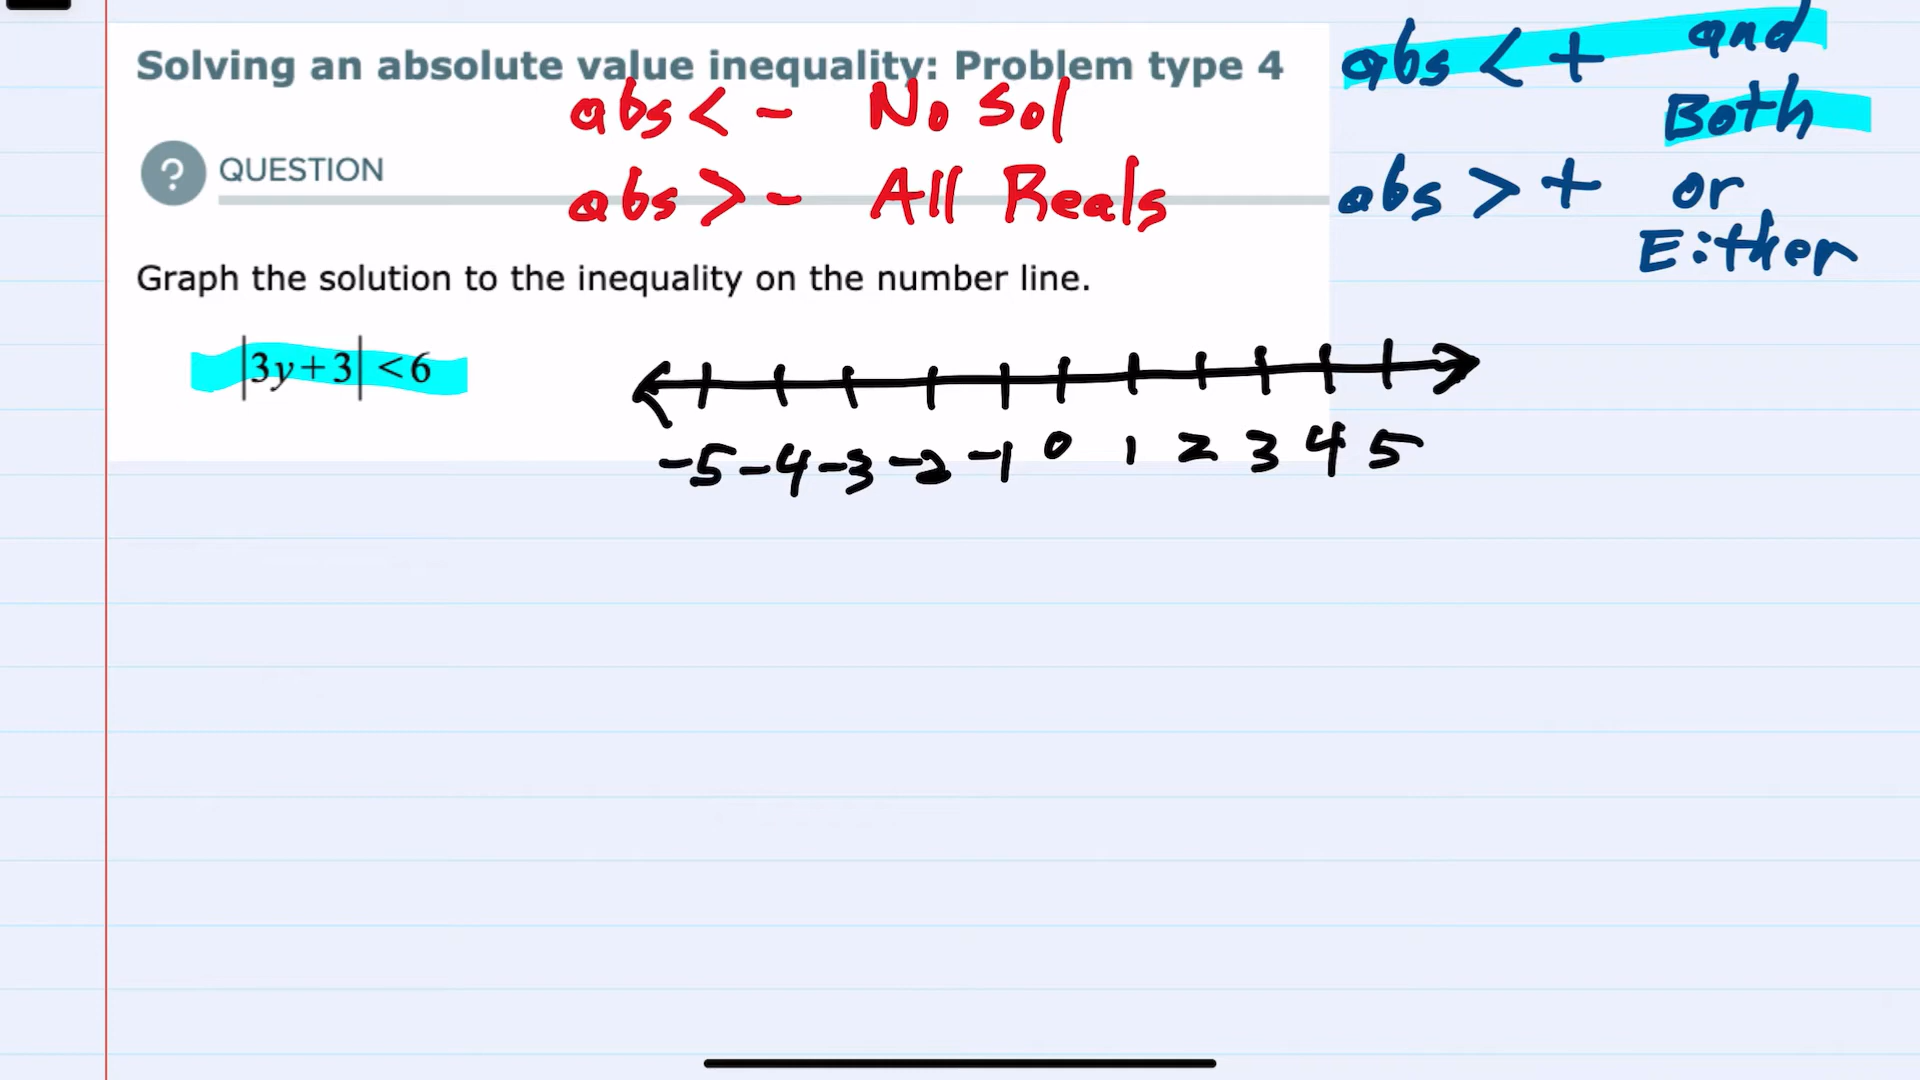 Solving an absolute value inequality: Problem type 4
abs < - No Sol
abs > - All Reals
abs < + and
Both
abs > + or
Either
? QUESTION
Graph the solution to the inequality on the number line.
|3y+3| <6
-5 -4 -3 -2 -1 0 1 2 3 4 5